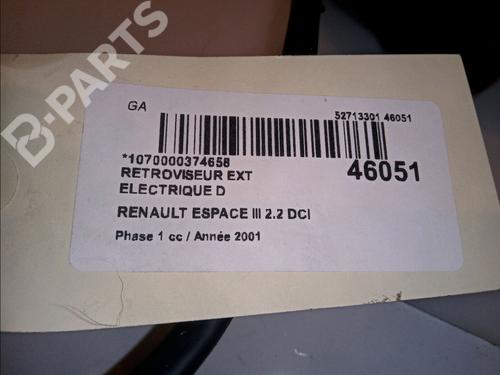 B-PARTS
GA
52713301 46051
*1070000374658
46051
RETROVISEUR EXT
ELECTRIQUE D
RENAULT ESPACE III 2.2 DCI
Phase 1 cc / Année 2001